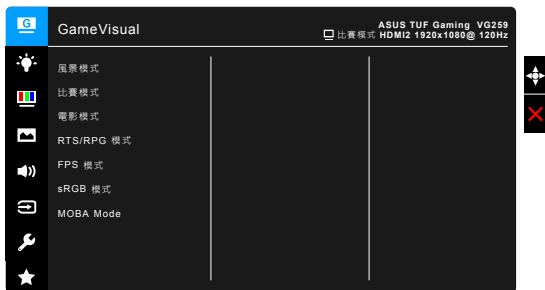 G
GameVisual
ASUS TUF Gaming VG259
比賽模式 HDMI2 1920x1080@ 120Hz
風景模式
比賽模式
電影模式
RTS/RPG 模式
FPS 模式
sRGB 模式
MOBA Mode